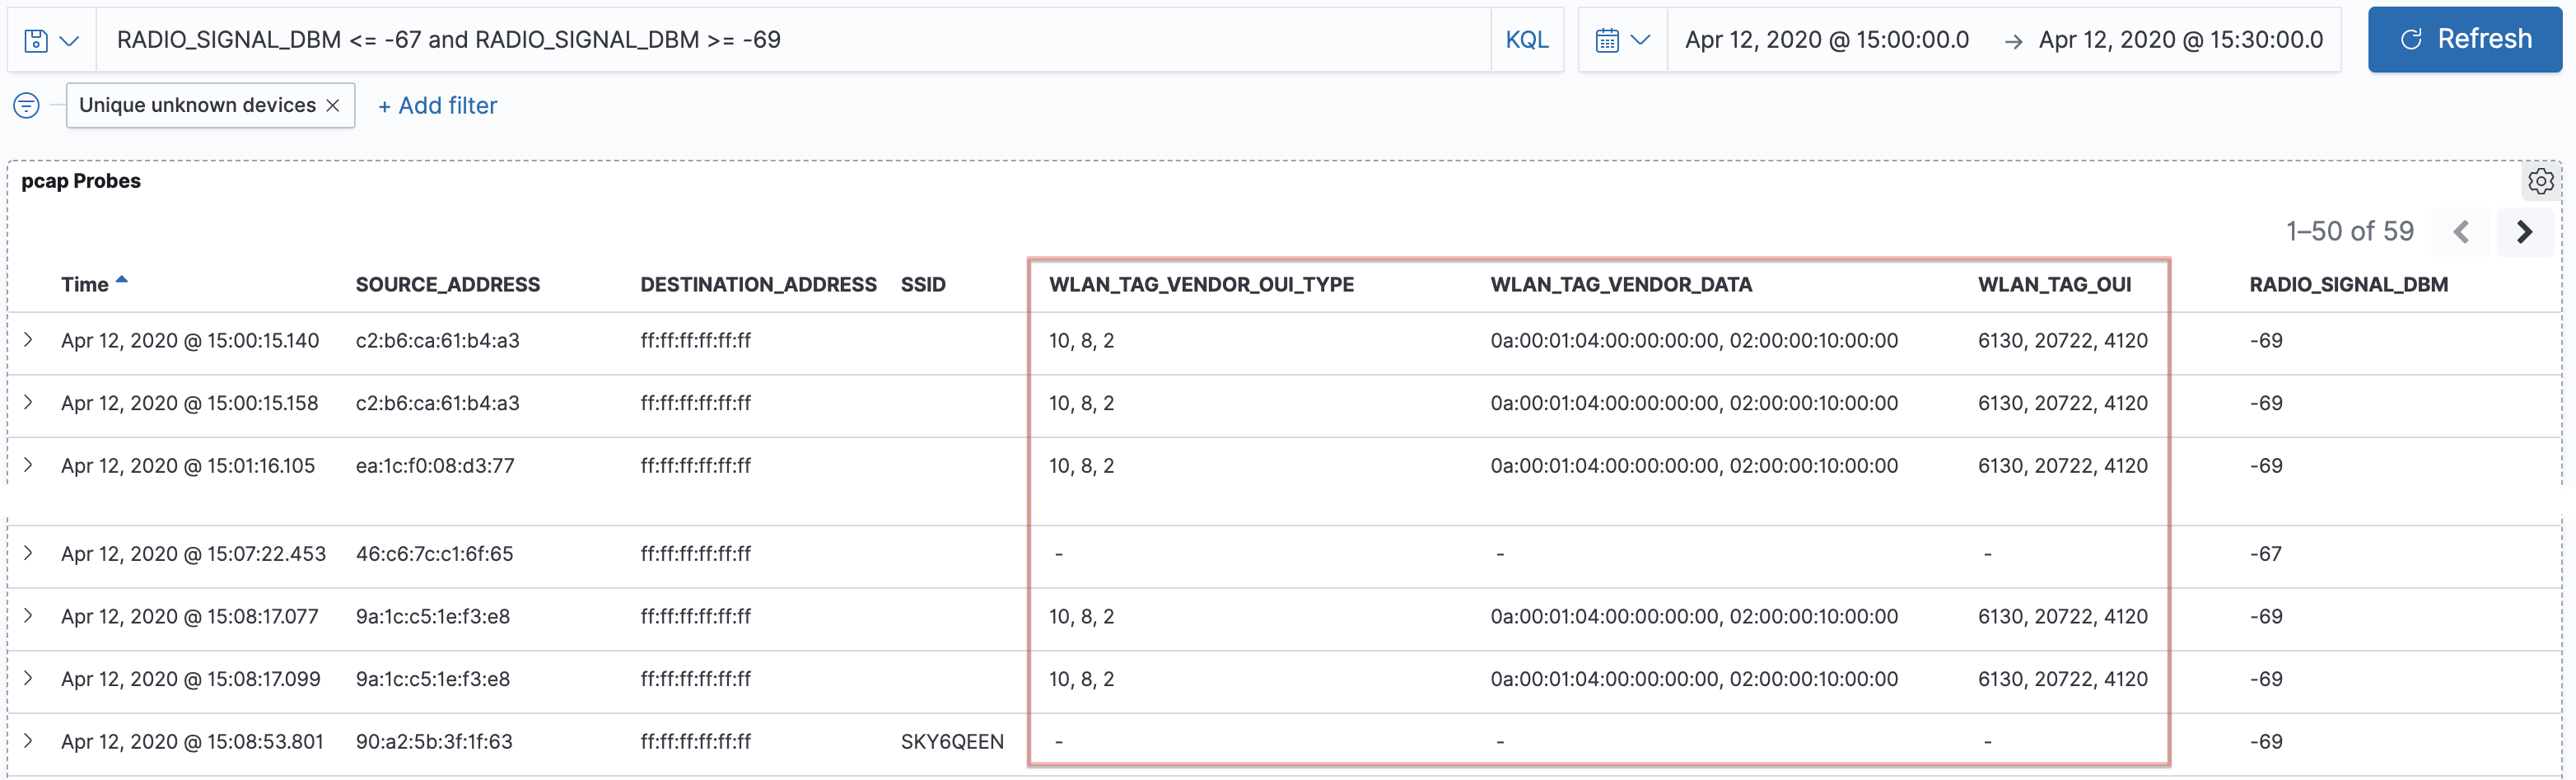 RADIO_SIGNAL_DBM <= -67 and RADIO_SIGNAL_DBM >= -69 KQL Apr 12, 2020 @ 15:00:00.0 → Apr 12, 2020 @ 15:30:00.0 Refresh
Unique unknown devices × + Add filter
pcap Probes
1–50 of 59
Time SOURCE_ADDRESS DESTINATION_ADDRESS SSID WLAN_TAG_VENDOR_OUI_TYPE WLAN_TAG_VENDOR_DATA WLAN_TAG_OUI RADIO_SIGNAL_DBM
Apr 12, 2020 @ 15:00:15.140 c2:b6:ca:61:b4:a3 ff:ff:ff:ff:ff:ff 10, 8, 2 0a:00:01:04:00:00:00:00, 02:00:00:10:00:00 6130, 20722, 4120 -69
Apr 12, 2020 @ 15:00:15.158 c2:b6:ca:61:b4:a3 ff:ff:ff:ff:ff:ff 10, 8, 2 0a:00:01:04:00:00:00:00, 02:00:00:10:00:00 6130, 20722, 4120 -69
Apr 12, 2020 @ 15:01:16.105 ea:1c:f0:08:d3:77 ff:ff:ff:ff:ff:ff 10, 8, 2 0a:00:01:04:00:00:00:00, 02:00:00:10:00:00 6130, 20722, 4120 -69
Apr 12, 2020 @ 15:07:22.453 46:c6:7c:c1:6f:65 ff:ff:ff:ff:ff:ff - - - -67
Apr 12, 2020 @ 15:08:17.077 9a:1c:c5:1e:f3:e8 ff:ff:ff:ff:ff:ff 10, 8, 2 0a:00:01:04:00:00:00:00, 02:00:00:10:00:00 6130, 20722, 4120 -69
Apr 12, 2020 @ 15:08:17.099 9a:1c:c5:1e:f3:e8 ff:ff:ff:ff:ff:ff 10, 8, 2 0a:00:01:04:00:00:00:00, 02:00:00:10:00:00 6130, 20722, 4120 -69
Apr 12, 2020 @ 15:08:53.801 90:a2:5b:3f:1f:63 ff:ff:ff:ff:ff:ff SKY6QEEN - - - -69